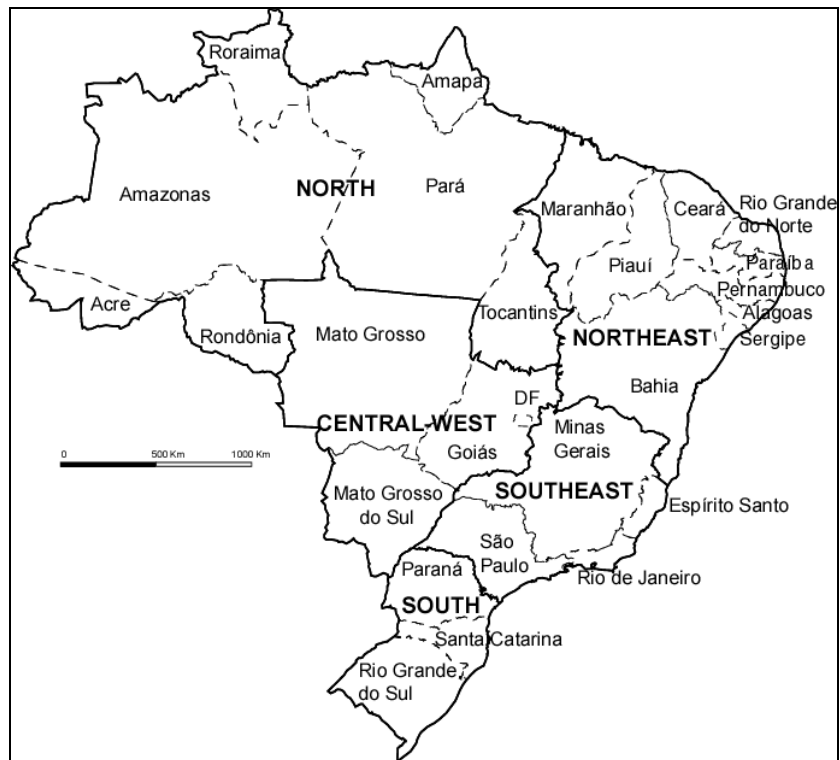 Roraima
Amapá
Amazonas
NORTH
Pará
Maranhão
Ceará
Rio Grande
do Norte
Piauí
Paraíba
Pernambuco
Acre
Rondônia
Mato Grosso
Tocantins
Alagoas
NORTHEAST
Sergipe
Bahia
DF
CENTRAL-WEST
Minas
Gerais
Goiás
0 500 Km 1000 Km
Mato Grosso
do Sul
SOUTHEAST
Espírito Santo
São
Paulo
Paraná
Rio de Janeiro
SOUTH
Santa Catarina
Rio Grande
do Sul